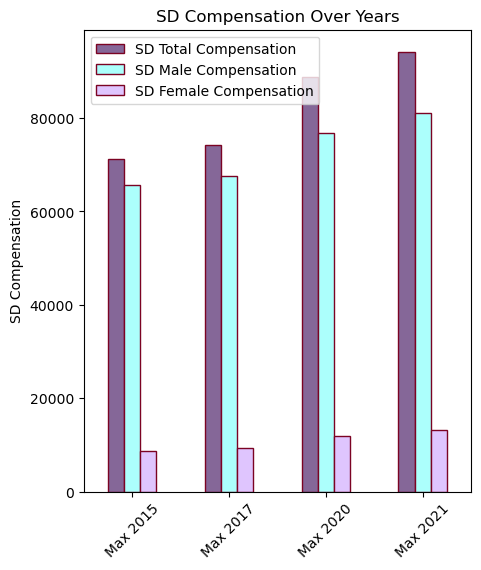 SD Compensation Over Years
SD Total Compensation
SD Male Compensation
SD Female Compensation
SD Compensation
80000
60000
40000
20000
0
Max 2015
Max 2017
Max 2020
Max 2021